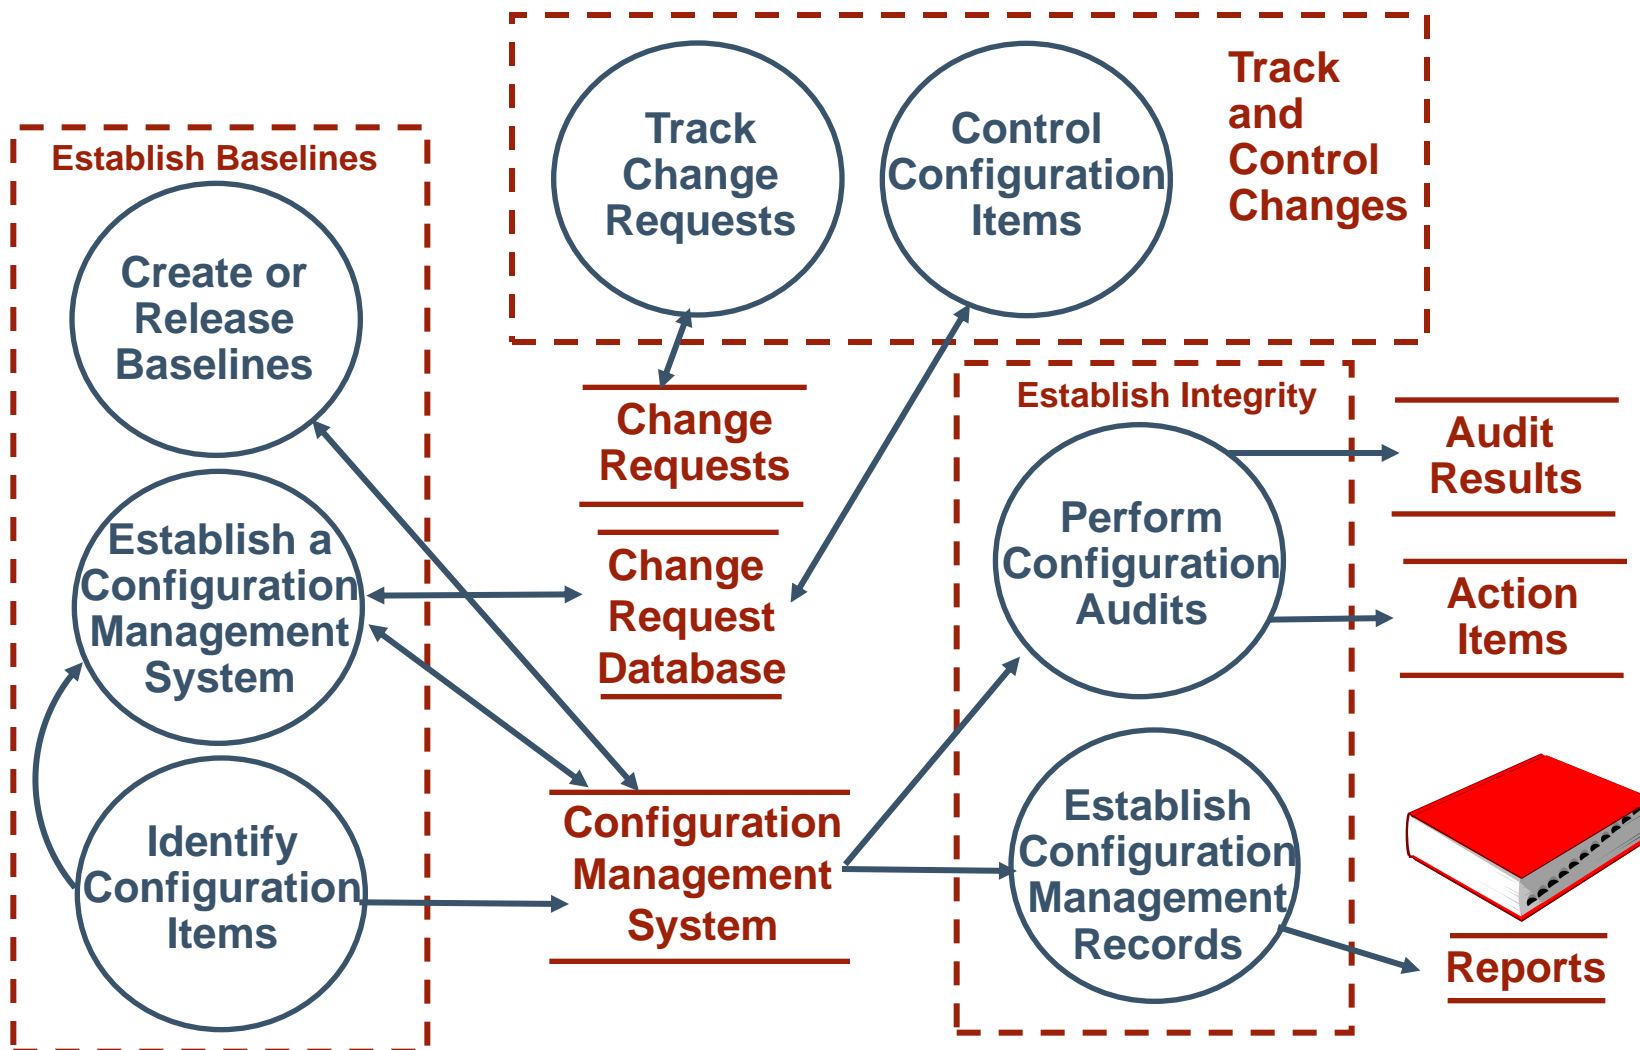 Track
and
Control
Changes
Track
Change
Requests
Control
Configuration
Items
Establish Baselines
Create or
Release
Baselines
Establish a
Configuration
Management
System
Identify
Configuration
Items
Change
Requests
Change
Request
Database
Configuration
Management
System
Establish Integrity
Perform
Configuration
Audits
Establish
Configuration
Management
Records
Audit
Results
Action
Items
Reports